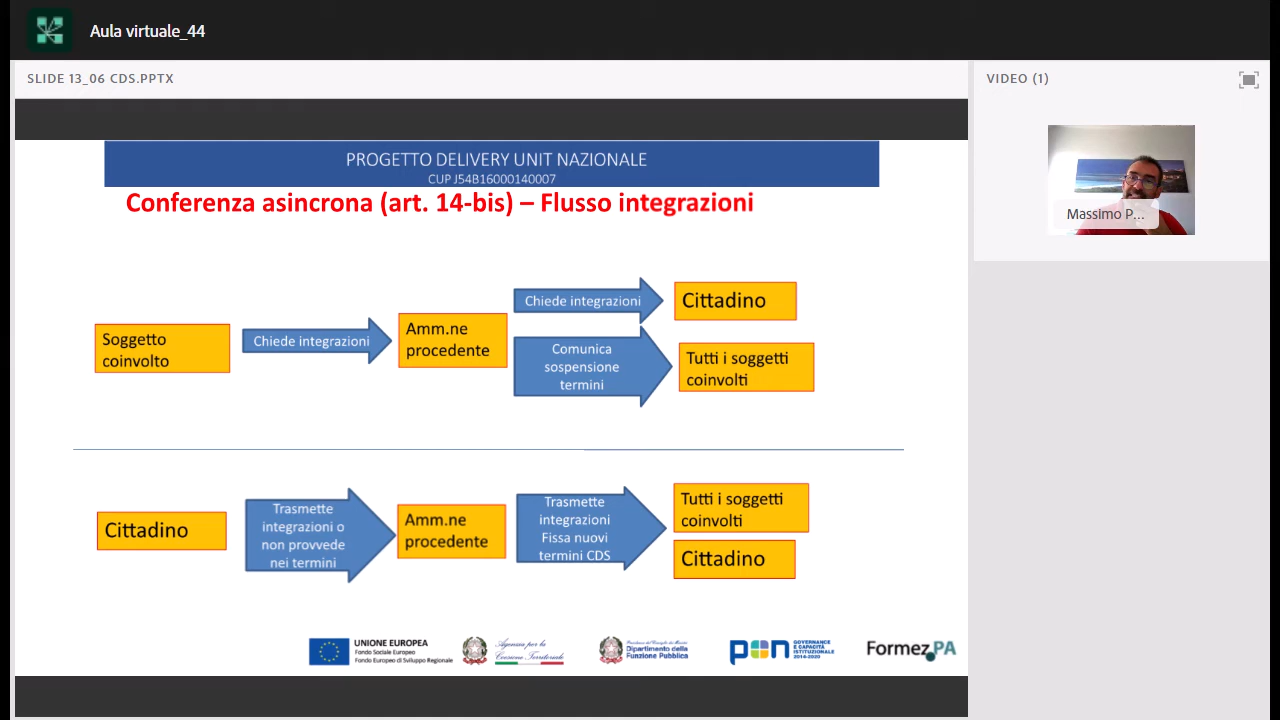 Aula virtuale_44
SLIDE 13_06 CDS.PPTX
VIDEO (1)
PROGETTO DELIVERY UNIT NAZIONALE
CUP J54B16000140007
Conferenza asincrona (art. 14-bis) – Flusso integrazioni
Soggetto
coinvolto
Chiede integrazioni
Amm.ne
procedente
Chiede integrazioni
Cittadino
Comunica
sospensione
termini
Tutti i soggetti
coinvolti
Cittadino
Trasmette
integrazioni o
non provvede
nei termini
Amm.ne
procedente
Trasmette
integrazioni
Fissa nuovi
termini CDS
Tutti i soggetti
coinvolti
Cittadino
Massimo P...
UNIONE EUROPEA
Fondo Sociale Europeo
Fondo Europeo di Sviluppo Regionale
Agenzia per la
Coesione Territoriale
Presidenza del Consiglio dei Ministri
Dipartimento della
Funzione Pubblica
pon
GOVERNANCE
E CAPACITÀ
ISTITUZIONALE
2014-2020
FormezPA